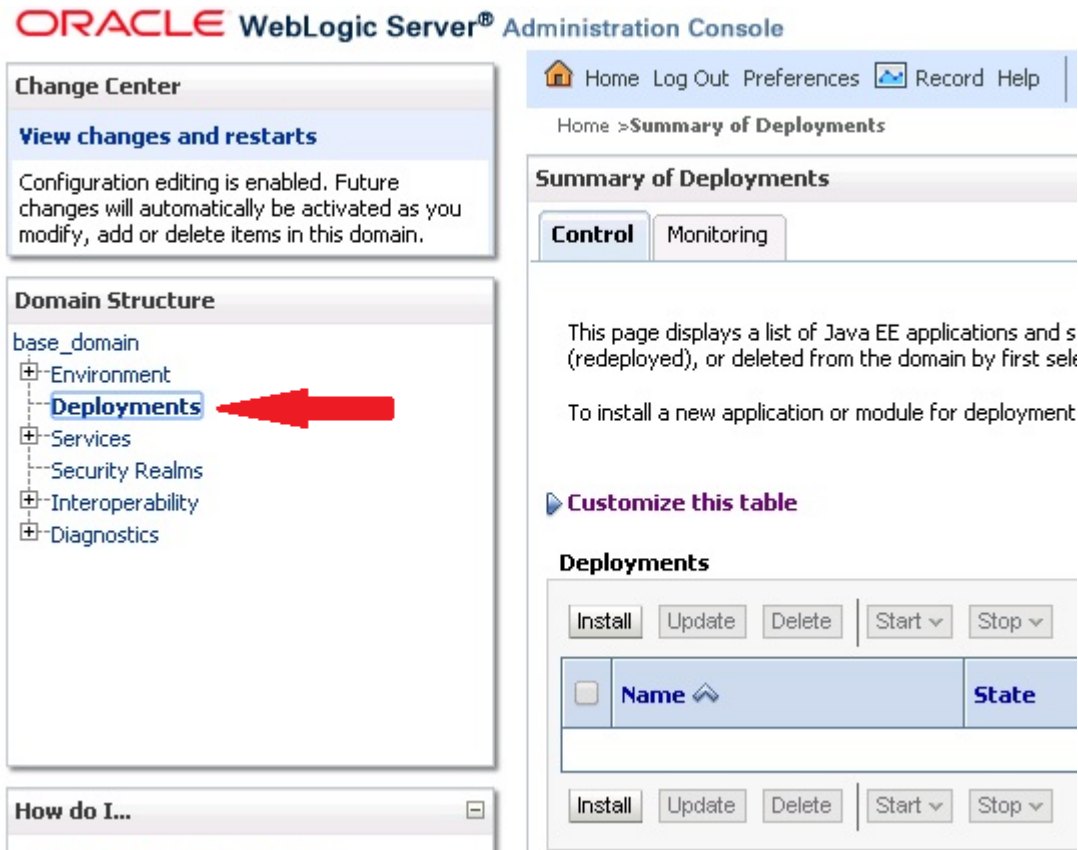 ORACLE WebLogic Server® Administration Console
Change Center
View changes and restarts
Configuration editing is enabled. Future
changes will automatically be activated as you
modify, add or delete items in this domain.
Domain Structure
base_domain
Environment
Deployments
Services
Security Realms
Interoperability
Diagnostics
How do I...
Home Log Out Preferences Record Help
Home >Summary of Deployments
Summary of Deployments
Control Monitoring
This page displays a list of Java EE applications and s
(redeployed), or deleted from the domain by first sele
To install a new application or module for deployment
Customize this table
Deployments
Install Update Delete Start Stop
Name State
Install Update Delete Start Stop